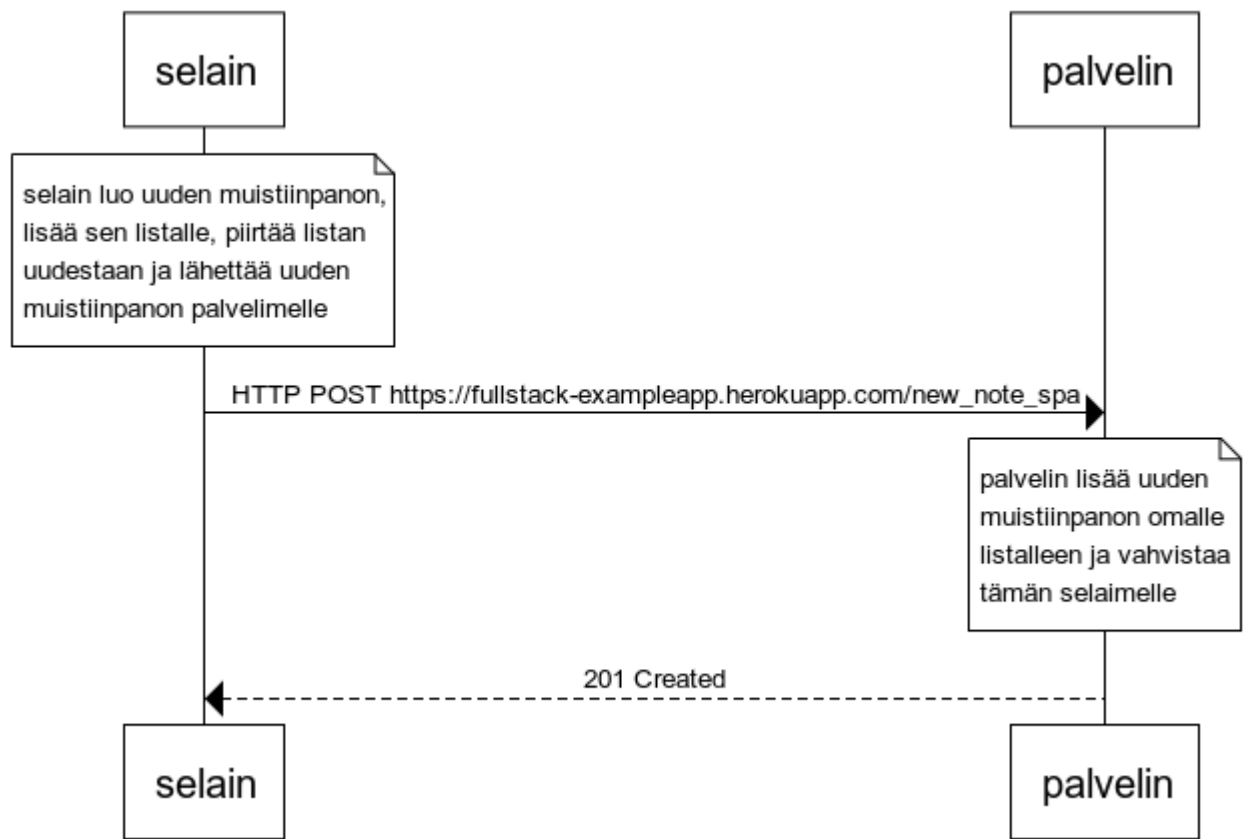 selain
palvelin
selain luo uuden muistiinpanon,
lisää sen listalle, piirtää listan
uudestaan ja lähettää uuden
muistiinpanon palvelimelle
HTTP POST https://fullstack-exampleapp.herokuapp.com/new_note_spa
palvelin lisää uuden
muistiinpanon omalle
listalleen ja vahvistaa
tämän selaimelle
201 Created
selain
palvelin